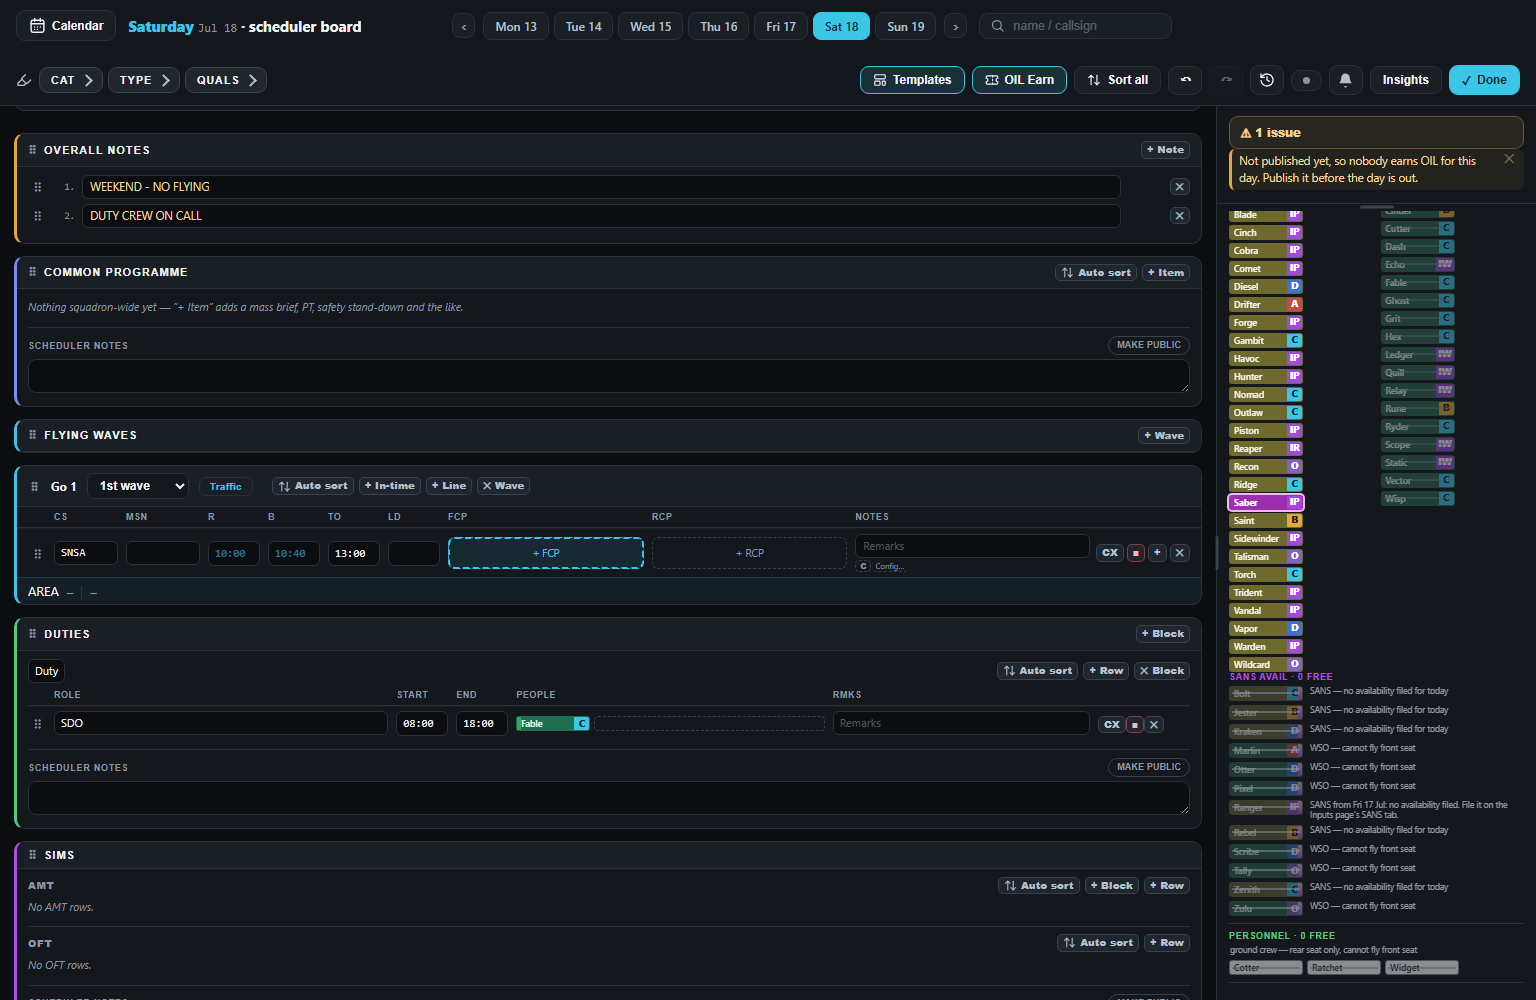 Calendar
Saturday Jul 18 · scheduler board
‹ Mon 13 Tue 14 Wed 15 Thu 16 Fri 17 Sat 18 Sun 19 ›
name / callsign
CAT TYPE QUALS
Templates OIL Earn Sort all Insights ✓ Done
OVERALL NOTES + Note
1. WEEKEND - NO FLYING ✕
2. DUTY CREW ON CALL ✕
COMMON PROGRAMME Auto sort + Item
Nothing squadron-wide yet — "+ Item" adds a mass brief, PT, safety stand-down and the like.
SCHEDULER NOTES MAKE PUBLIC
FLYING WAVES + Wave
Go 1 1st wave Traffic Auto sort + In-time + Line ✕ Wave
CS MSN R B TO LD FCP RCP NOTES
SNSA 10:00 10:40 13:00 + FCP + RCP Remarks CX + ✕
C Config...
AREA – | –
DUTIES + Block
Duty Auto sort + Row ✕ Block
ROLE START END PEOPLE RMKS
SDO 08:00 18:00 Fable C Remarks CX ✕
SCHEDULER NOTES MAKE PUBLIC
SIMS
AMT Auto sort + Block + Row
No AMT rows.
OFT Auto sort + Row
No OFT rows.
⚠ 1 issue
Not published yet, so nobody earns OIL for this
day. Publish it before the day is out.
Blade IP
Cinch IP
Cobra IP
Comet IP
Diesel D
Drifter A
Forge IP
Gambit C
Havoc IP
Hunter IP
Nomad C
Outlaw C
Piston IP
Reaper IR
Recon O
Ridge C
Saber IP
Saint B
Sidewinder IP
Talisman O
Torch C
Trident IP
Vandal IP
Vapor D
Warden IP
Wildcard O
Cinder B
Cutter C
Dash C
Echo IW
Fable C
Ghost C
Grit C
Hex C
Ledger IW
Quill IW
Relay IW
Rune B
Ryder C
Scope IW
Static IW
Vector C
Wisp C
SANS AVAIL · 0 FREE
Bolt C SANS — no availability filed for today
Jester B SANS — no availability filed for today
Kraken D SANS — no availability filed for today
Marlin A WSO — cannot fly front seat
Otter D WSO — cannot fly front seat
Pixel D WSO — cannot fly front seat
Ranger IP SANS from Fri 17 Jul: no availability filed. File it on the
Inputs page's SANS tab.
Rebel B SANS — no availability filed for today
Scribe D WSO — cannot fly front seat
Tally O WSO — cannot fly front seat
Zenith C SANS — no availability filed for today
Zulu O WSO — cannot fly front seat
PERSONNEL · 0 FREE
ground crew — rear seat only, cannot fly front seat
Cotter Ratchet Widget